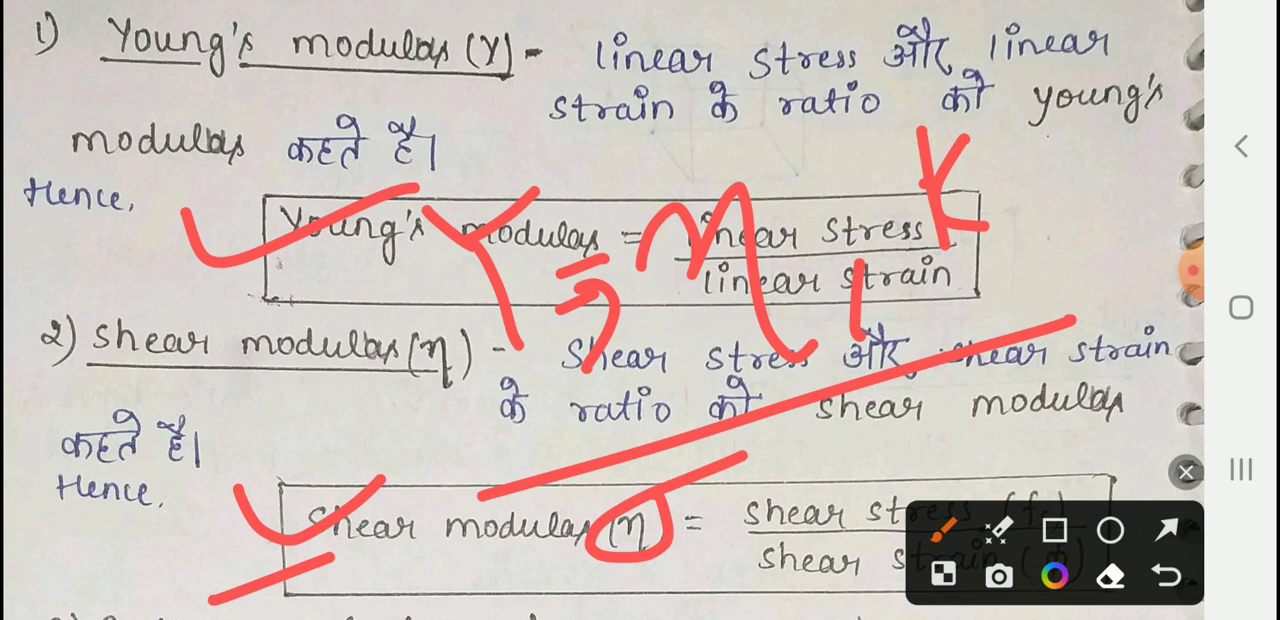 1) Young's modulas (Y) - linear stress और linear
strain के ratio को young's
modulas कहते है।
Hence,
Young's modulas = linear stress
linear strain
Y, η, K
2) shear modulas (η) - shear stress और shear strain
के ratio को shear modulas
कहते है।
Hence.
shear modulas (η) = shear stress
shear strain